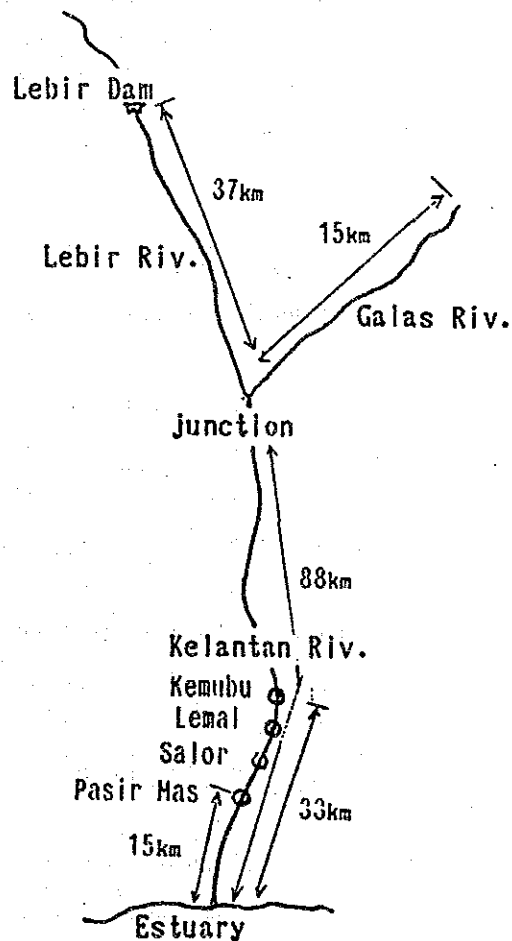 Lebir Dam
37km
15km
Lebir Riv.
Galas Riv.
junction
88km
Kelantan Riv.
Kemubu
Lemal
Salor
Pasir Mas
33km
15km
Estuary